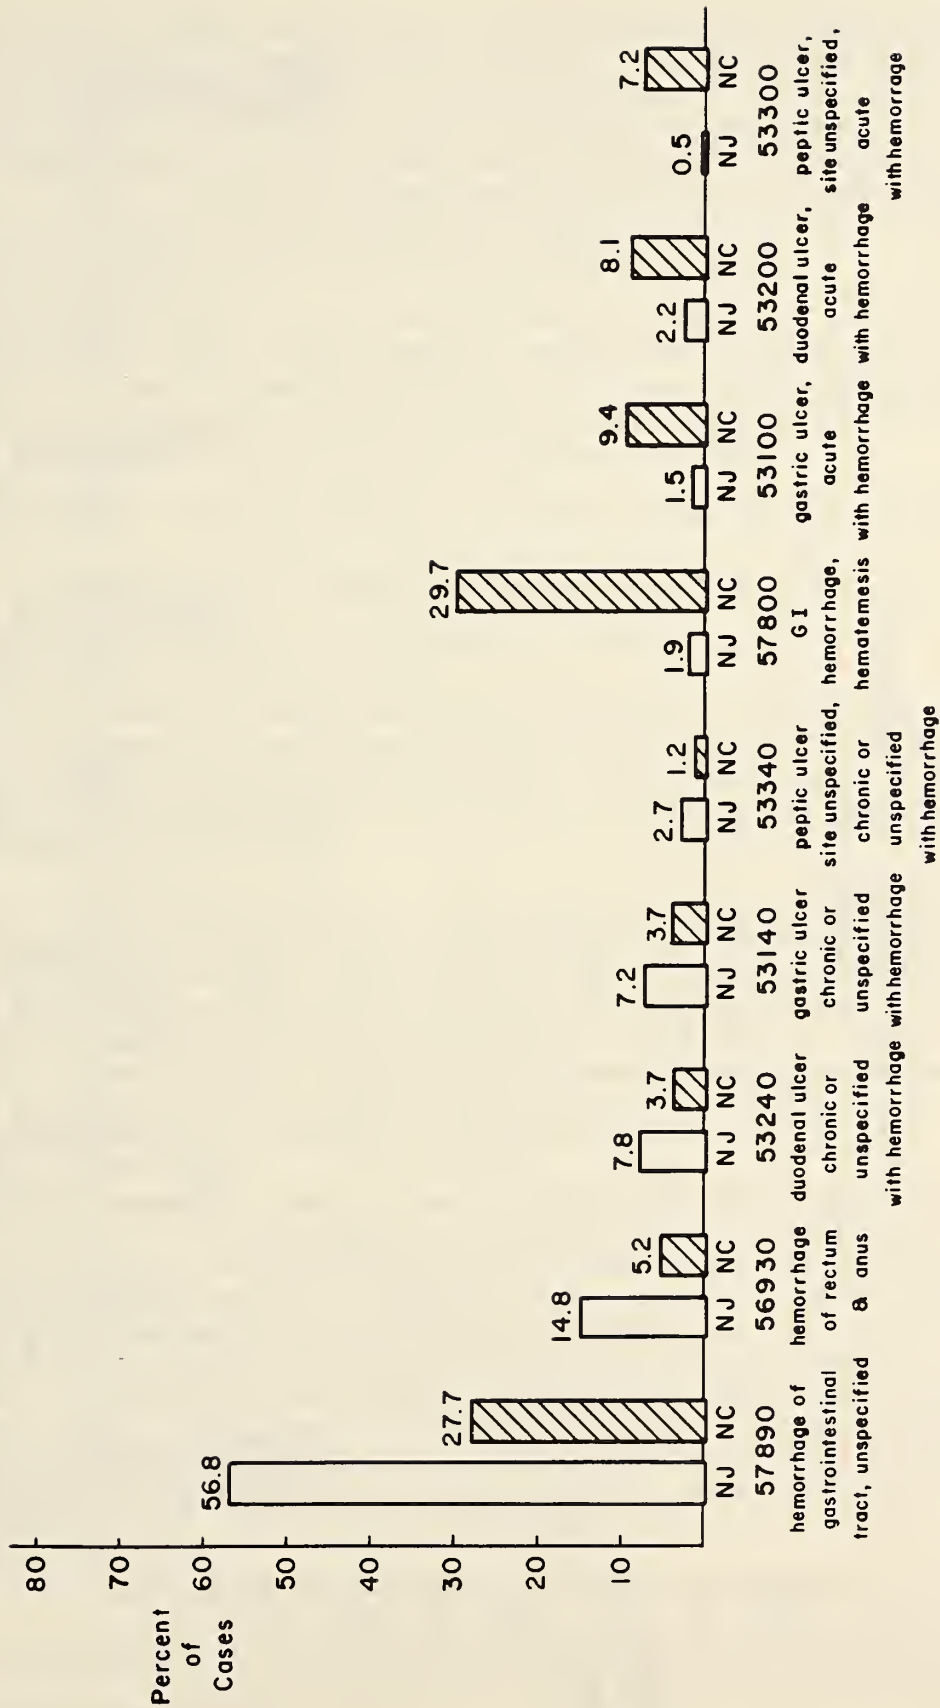 Percent
of
Cases
80
70
60
50
40
30
20
10
56.8
27.7
14.8
5.2
7.8
3.7
7.2
3.7
2.7
1.2
1.9
29.7
1.5
9.4
2.2
8.1
0.5
7.2
NJ NC NJ NC NJ NC NJ NC NJ NC NJ NC NJ NC NJ NC NJ NC
57890
hemorrhage of
gastrointestinal
tract, unspecified
56930
hemorrhage
of rectum
& anus
53240
duodenal ulcer
chronic or
unspecified
with hemorrhage
53140
gastric ulcer
chronic or
unspecified
with hemorrhage
53340
peptic ulcer
site unspecified,
chronic or
unspecified
with hemorrhage
57800
GI
hemorrhage,
hematemesis
53100
gastric ulcer,
acute
with hemorrhage
53200
duodenal ulcer,
acute
with hemorrhage
53300
peptic ulcer,
site unspecified,
acute
with hemorrage